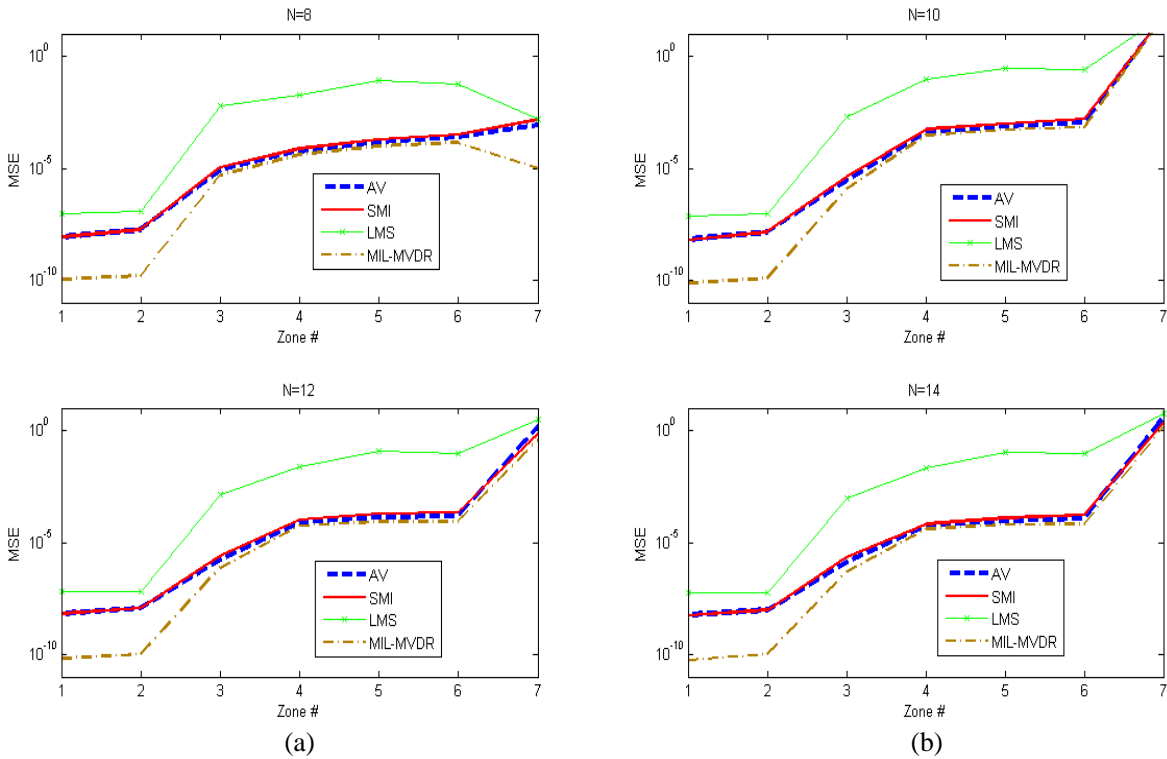 N=8
10^0
10^-5
10^-10
MSE
AV
SMI
LMS
MIL-MVDR
1 2 3 4 5 6 7
Zone #
N=10
10^0
10^-5
10^-10
MSE
AV
SMI
LMS
MIL-MVDR
1 2 3 4 5 6 7
Zone #
N=12
10^0
10^-5
10^-10
MSE
AV
SMI
LMS
MIL-MVDR
1 2 3 4 5 6 7
Zone #
(a)
N=14
10^0
10^-5
10^-10
MSE
AV
SMI
LMS
MIL-MVDR
1 2 3 4 5 6 7
Zone #
(b)